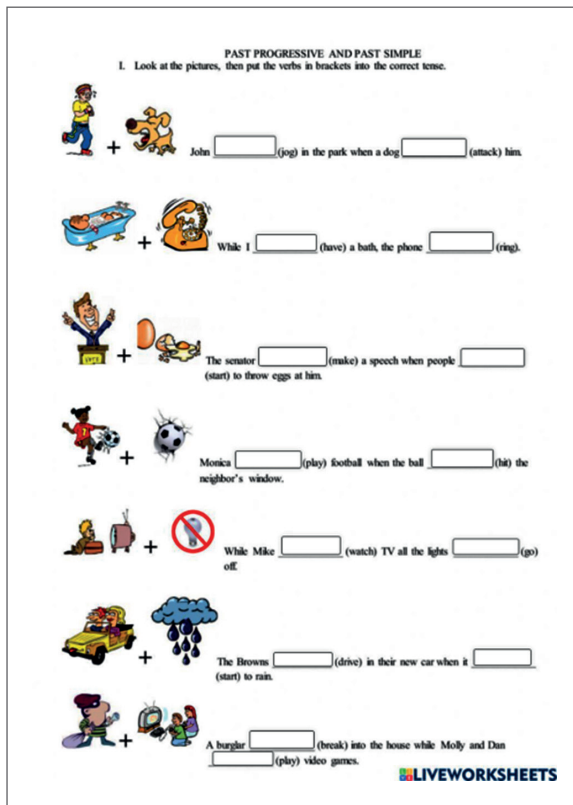 PAST PROGRESSIVE AND PAST SIMPLE
I. Look at the pictures, then put the verbs in brackets into the correct tense.
John (jog) in the park when a dog (attack) him.
While I (have) a bath, the phone (ring).
The senator (make) a speech when people
(start) to throw eggs at him.
Monica (play) football when the ball (hit) the
neighbor's window.
While Mike (watch) TV all the lights (go)
off.
The Browns (drive) in their new car when it
(start) to rain.
A burglar (break) into the house while Molly and Dan
(play) video games.
LIVEWORKSHEETS